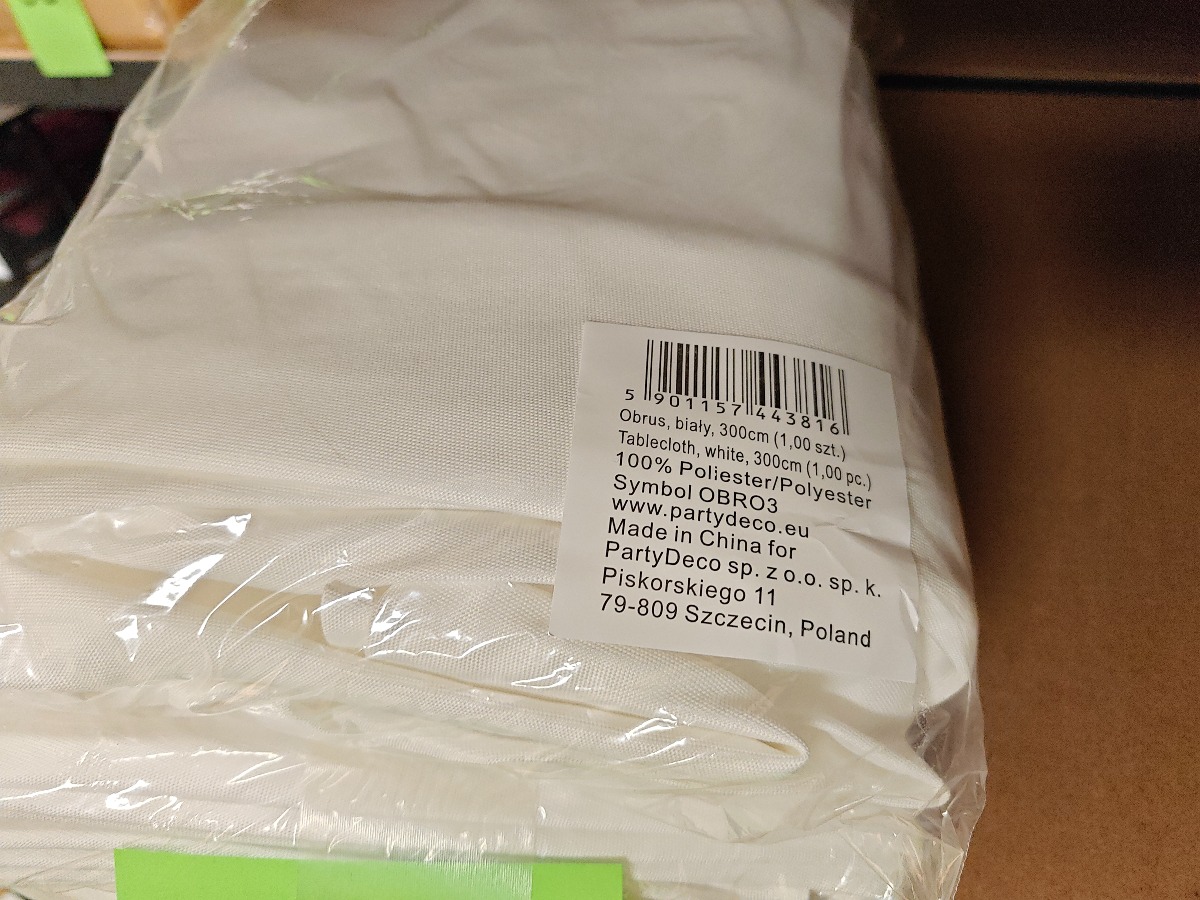 5 901157 443816
Obrus, biały, 300cm (1,00 szt.)
Tablecloth, white, 300cm (1,00 pc.)
100% Poliester/Polyester
Symbol OBRO3
www.partydeco.eu
Made in China for
PartyDeco sp. z o.o. sp. k.
Piskorskiego 11
79-809 Szczecin, Poland